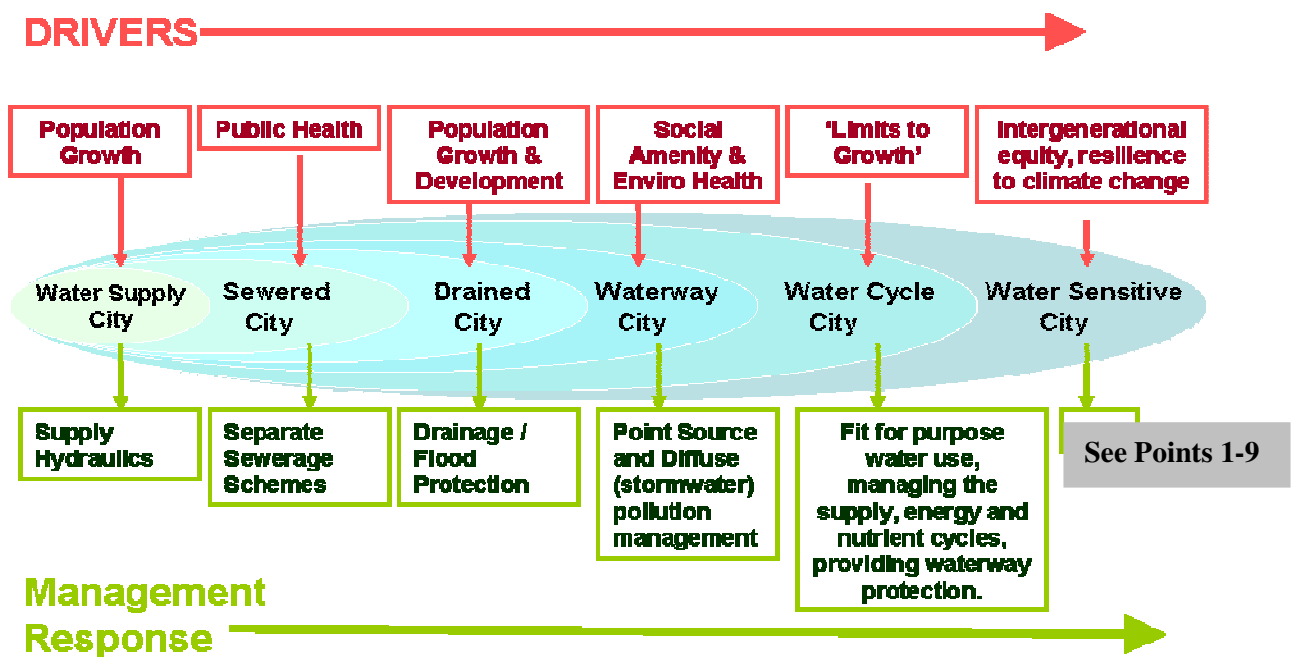 DRIVERS
Population
Growth
Public Health
Population
Growth &
Development
Social
Amenity &
Enviro Health
‘Limits to
Growth’
Intergenerational
equity, resilience
to climate change
Water Supply
City
Sewered
City
Drained
City
Waterway
City
Water Cycle
City
Water Sensitive
City
Supply
Hydraulics
Separate
Sewerage
Schemes
Drainage /
Flood
Protection
Point Source
and Diffuse
(stormwater)
pollution
management
Fit for purpose
water use,
managing the
supply, energy and
nutrient cycles,
providing waterway
protection.
See Points 1-9
Management
Response